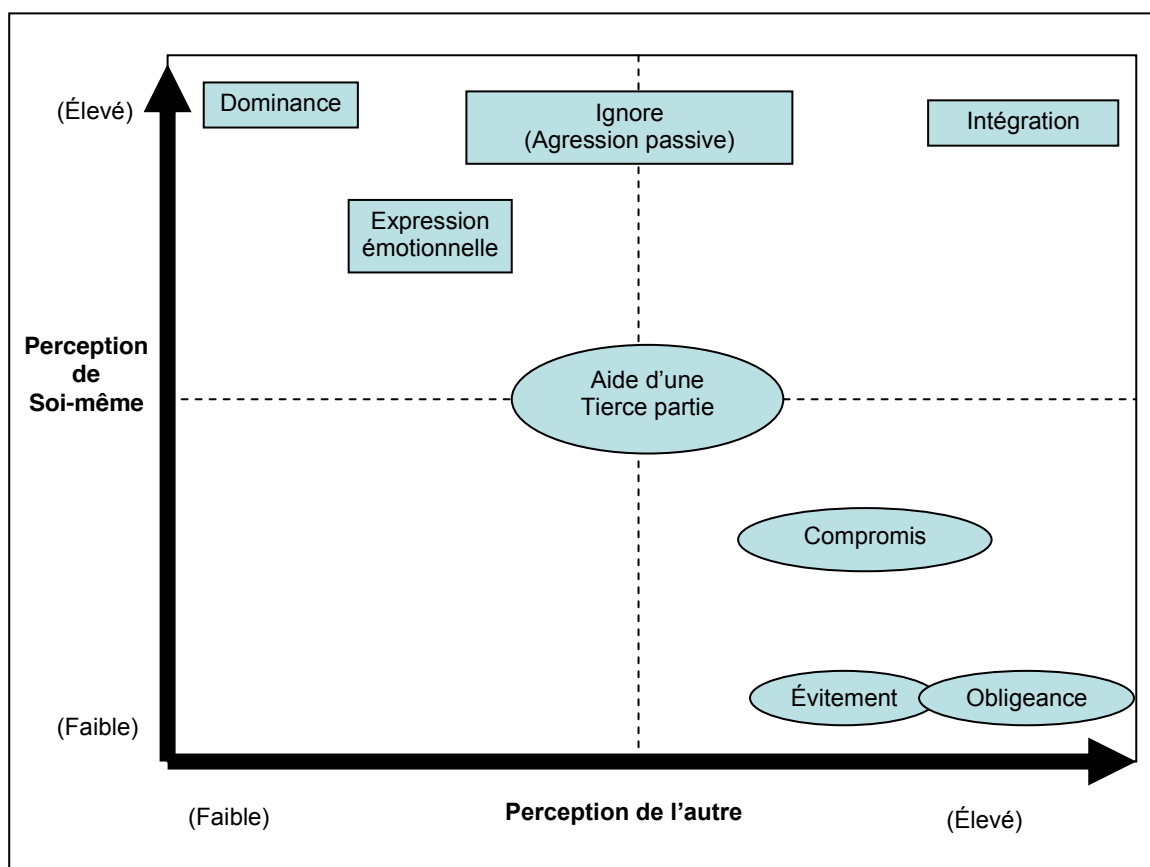 (Élevé)
Dominance
Ignore
(Agression passive)
Intégration
Expression
émotionnelle
Perception
de
Soi-même
Aide d’une
Tierce partie
Compromis
Évitement
Obligeance
(Faible)
(Faible)
Perception de l’autre
(Élevé)